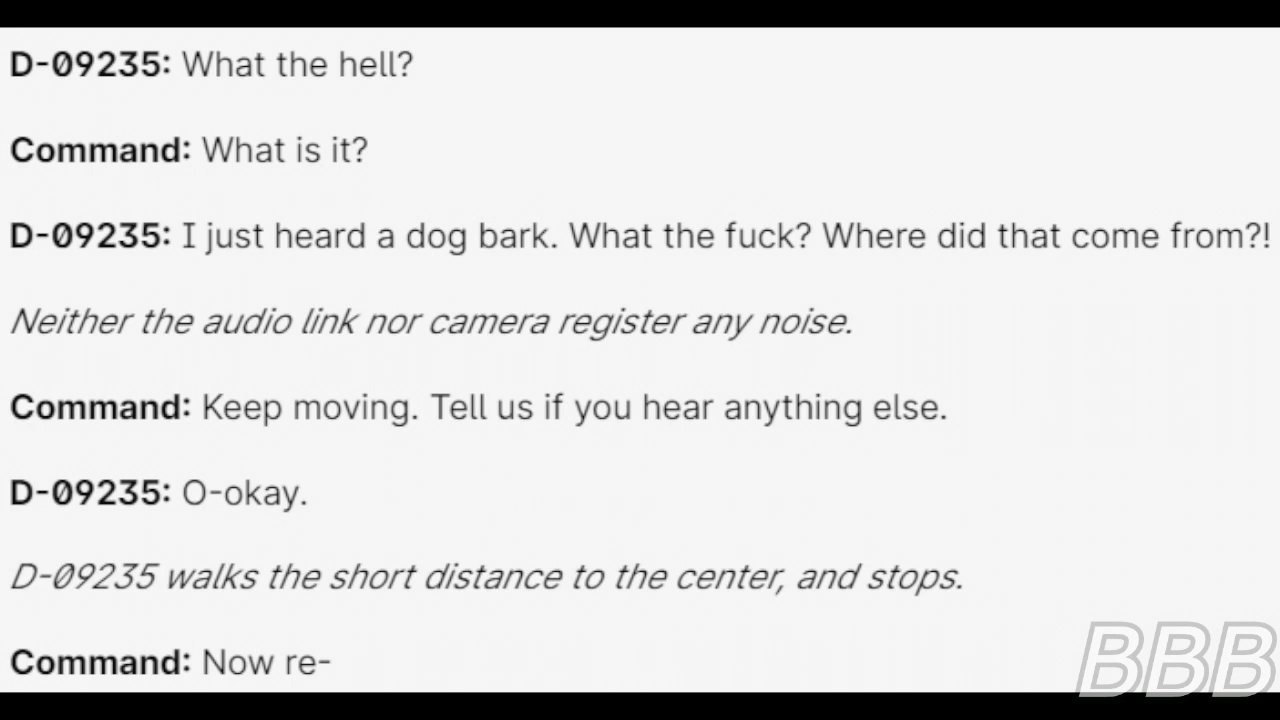 D-09235: What the hell?
Command: What is it?
D-09235: I just heard a dog bark. What the fuck? Where did that come from?!
Neither the audio link nor camera register any noise.
Command: Keep moving. Tell us if you hear anything else.
D-09235: O-okay.
D-09235 walks the short distance to the center, and stops.
Command: Now re-
BBB